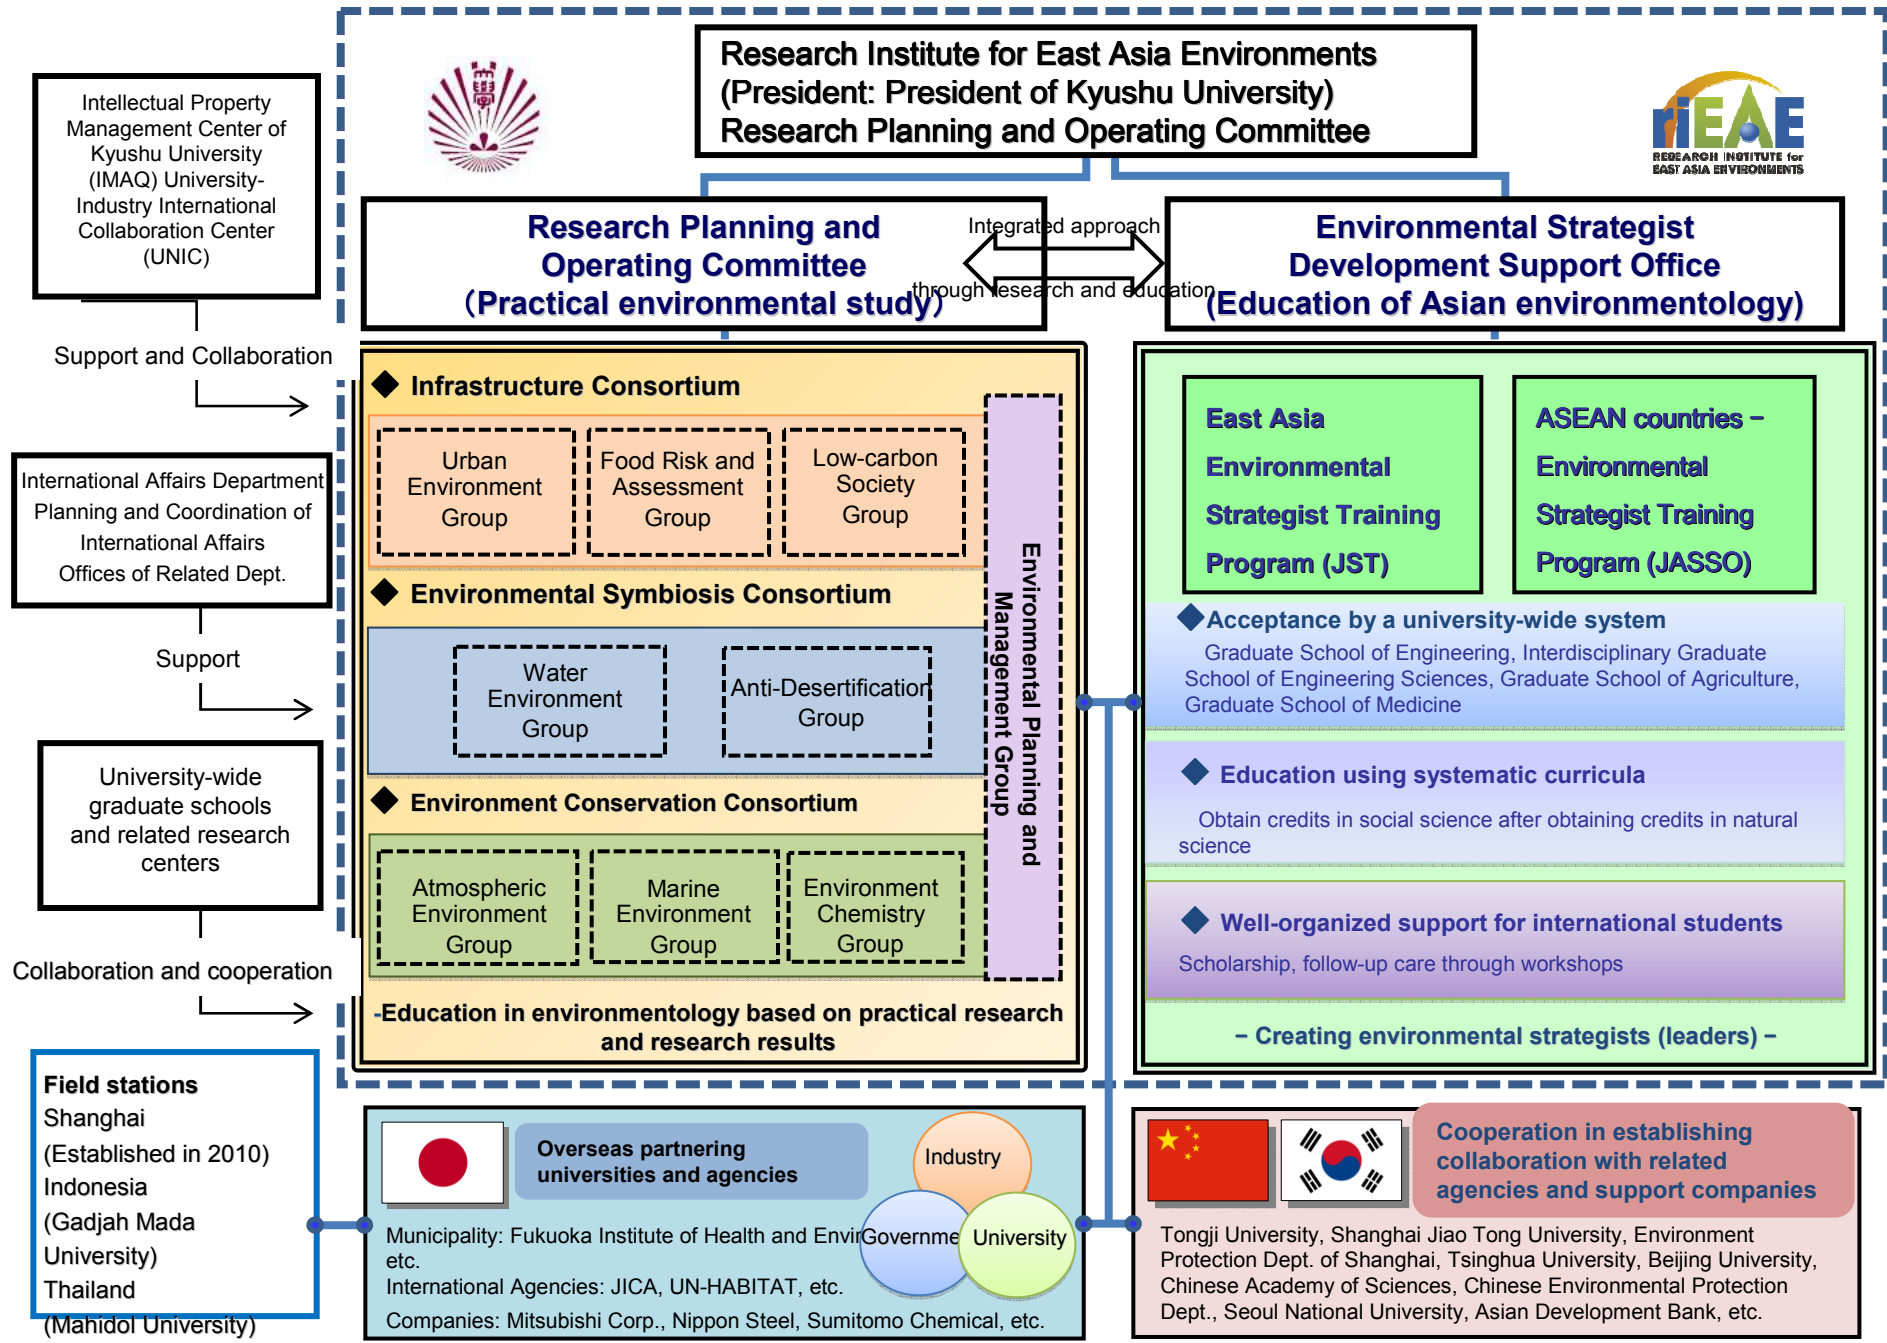 Research Institute for East Asia Environments
(President: President of Kyushu University)
Research Planning and Operating Committee
學
大
riEAE
RESEARCH INSTITUTE for
EAST ASIA ENVIRONMENTS
Intellectual Property
Management Center of
Kyushu University
(IMAQ) University-
Industry International
Collaboration Center
(UNIC)
Support and Collaboration
International Affairs Department
Planning and Coordination of
International Affairs
Offices of Related Dept.
Support
University-wide
graduate schools
and related research
centers
Collaboration and cooperation
Field stations
Shanghai
(Established in 2010)
Indonesia
(Gadjah Mada
University)
Thailand
(Mahidol University)
Research Planning and
Operating Committee
(Practical environmental study)
Integrated approach
through research and education
Environmental Strategist
Development Support Office
(Education of Asian environmentology)
◆ Infrastructure Consortium
Urban
Environment
Group
Food Risk and
Assessment
Group
Low-carbon
Society
Group
◆ Environmental Symbiosis Consortium
Water
Environment
Group
Anti-Desertification
Group
◆ Environment Conservation Consortium
Atmospheric
Environment
Group
Marine
Environment
Group
Environment
Chemistry
Group
Environmental Planning and
Management Group
-Education in environmentology based on practical research
and research results
East Asia
Environmental
Strategist Training
Program (JST)
ASEAN countries –
Environmental
Strategist Training
Program (JASSO)
◆Acceptance by a university-wide system
Graduate School of Engineering, Interdisciplinary Graduate
School of Engineering Sciences, Graduate School of Agriculture,
Graduate School of Medicine
◆ Education using systematic curricula
Obtain credits in social science after obtaining credits in natural
science
◆ Well-organized support for international students
Scholarship, follow-up care through workshops
– Creating environmental strategists (leaders) –
Overseas partnering
universities and agencies
Industry
Governme
University
Municipality: Fukuoka Institute of Health and Envir
etc.
International Agencies: JICA, UN-HABITAT, etc.
Companies: Mitsubishi Corp., Nippon Steel, Sumitomo Chemical, etc.
Cooperation in establishing
collaboration with related
agencies and support companies
Tongji University, Shanghai Jiao Tong University, Environment
Protection Dept. of Shanghai, Tsinghua University, Beijing University,
Chinese Academy of Sciences, Chinese Environmental Protection
Dept., Seoul National University, Asian Development Bank, etc.